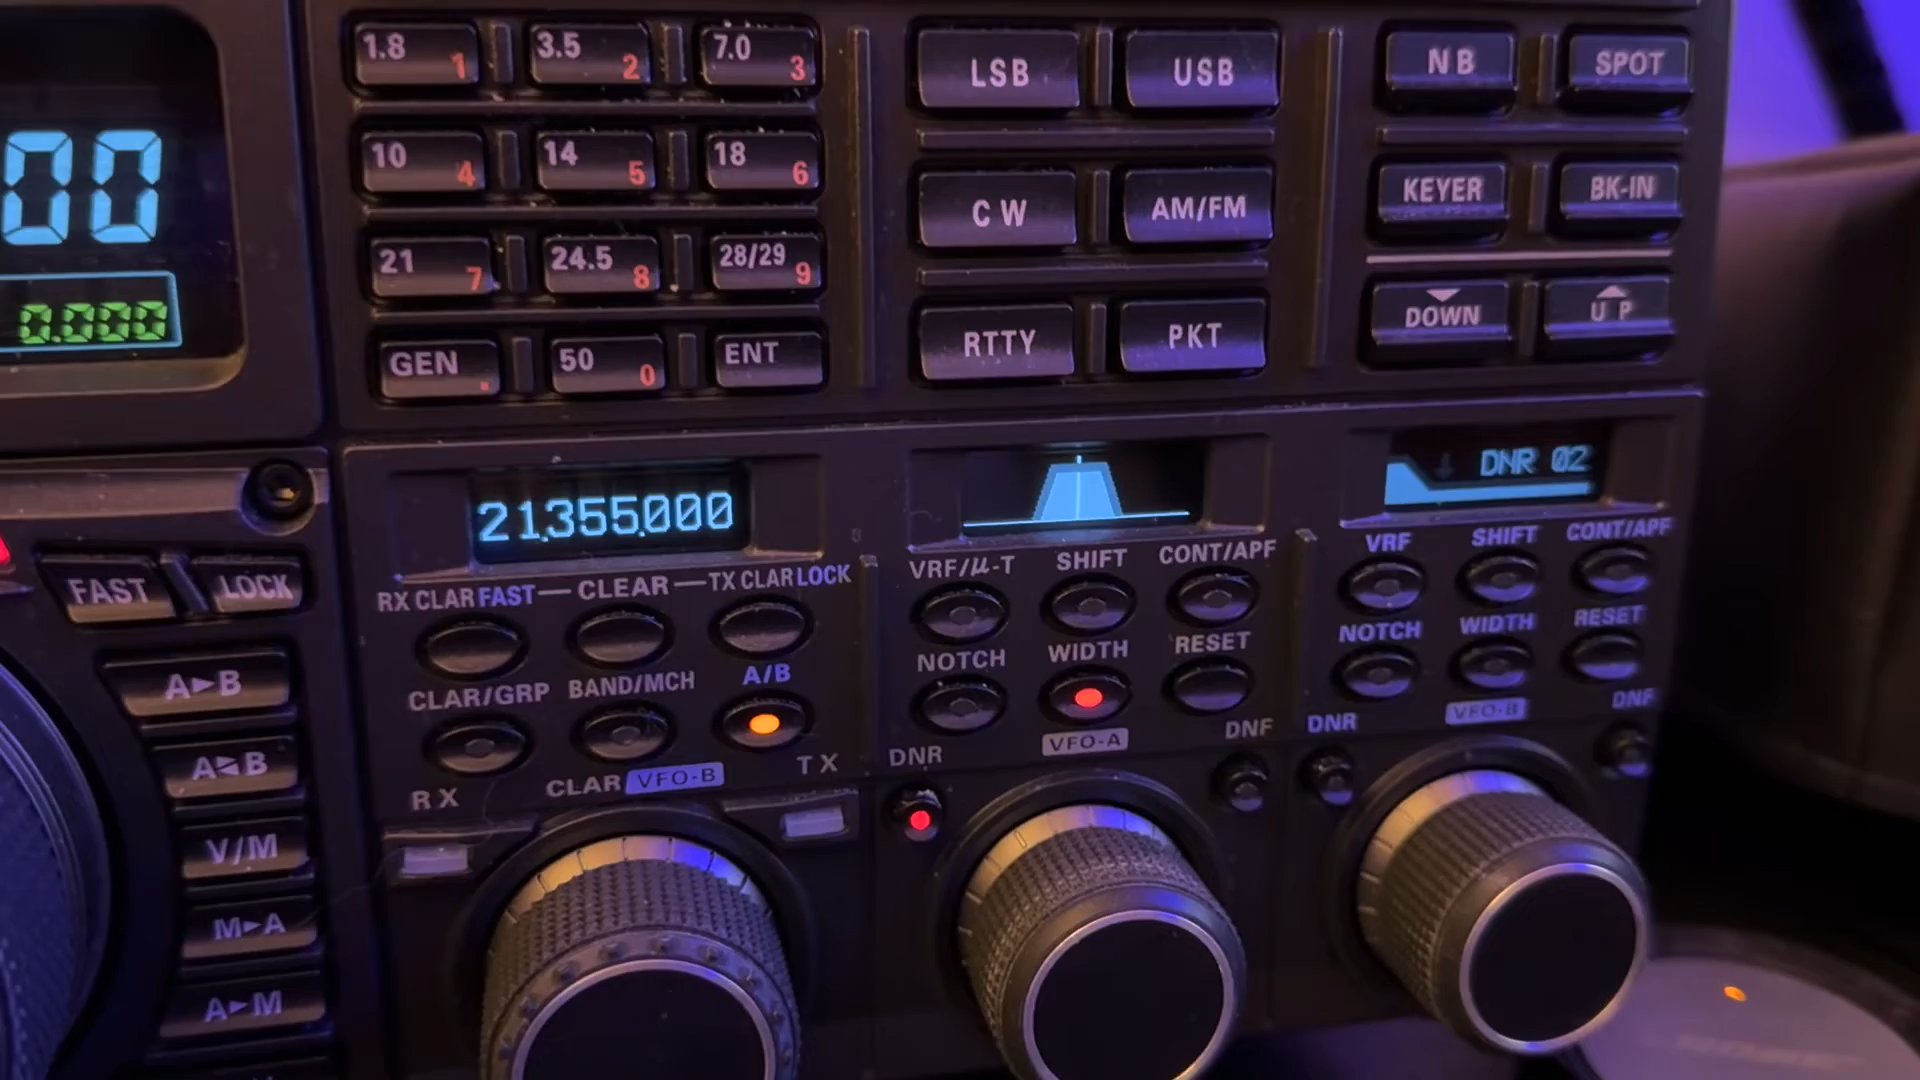 1.8 1 3.5 2 7.0 3
10 4 14 5 18 6
21 7 24.5 8 28/29 9
GEN . 50 0 ENT
LSB USB
CW AM/FM
RTTY PKT
NB SPOT
KEYER BK-IN
DOWN UP
00
0.000
FAST LOCK
A►B
A◄►B
V/M
M►A
A►M
21.355.000
RX CLAR FAST — CLEAR — TX CLAR LOCK
CLAR/GRP BAND/MCH A/B
RX CLAR VFO-B TX
VRF/μ-T SHIFT CONT/APF
NOTCH WIDTH RESET
DNR VFO-A DNF
DNR 02
VRF SHIFT CONT/APF
NOTCH WIDTH RESET
DNR VFO-B DNF